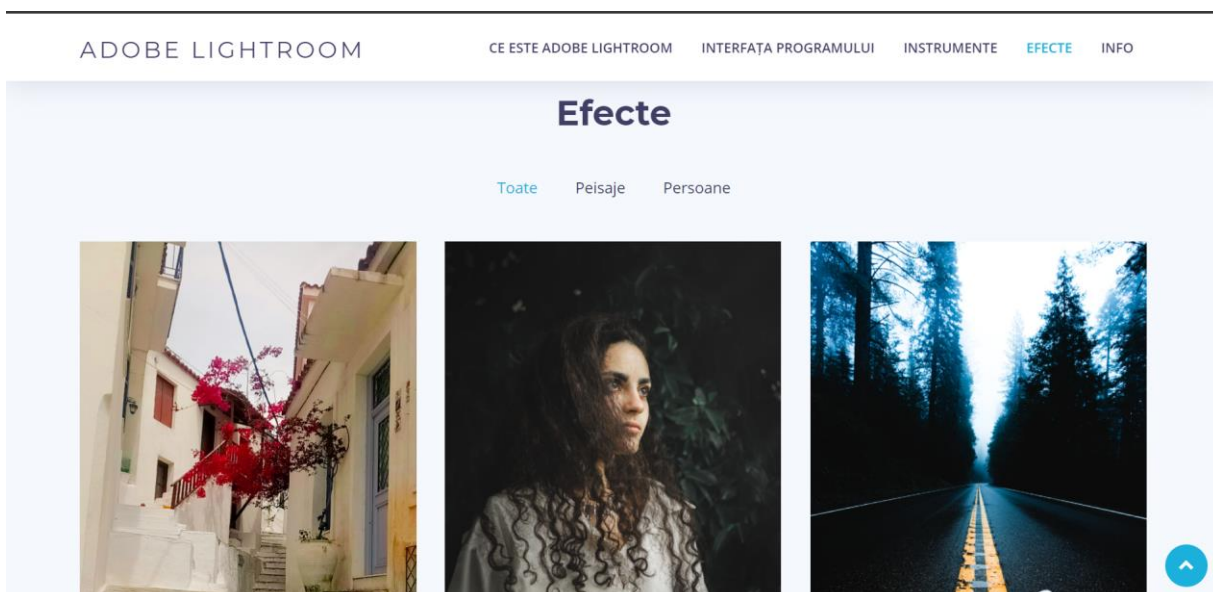 ADOBE LIGHTROOM
CE ESTE ADOBE LIGHTROOM INTERFAȚA PROGRAMULUI INSTRUMENTE EFECTE INFO
Efecte
Toate Peisaje Persoane